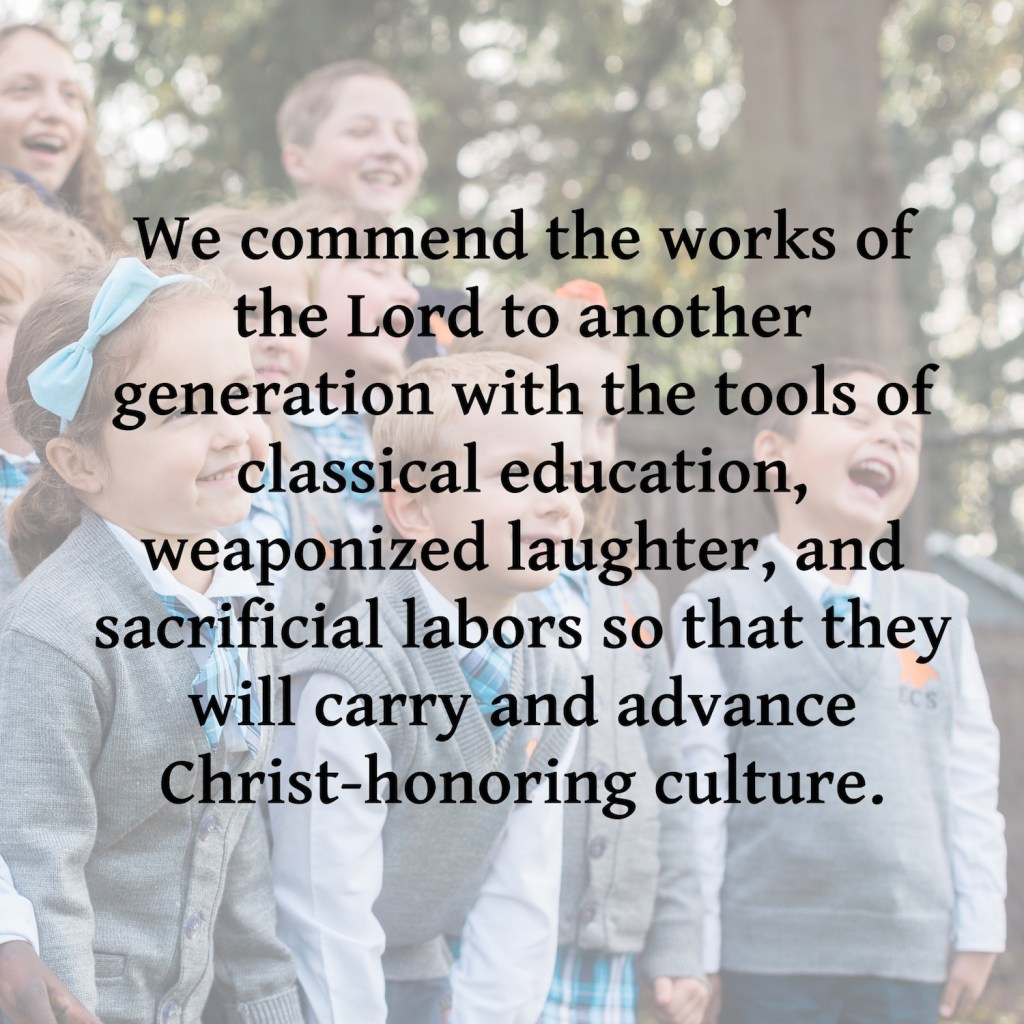 We commend the works of
the Lord to another
generation with the tools of
classical education,
weaponized laughter, and
sacrificial labors so that they
will carry and advance
Christ-honoring culture.